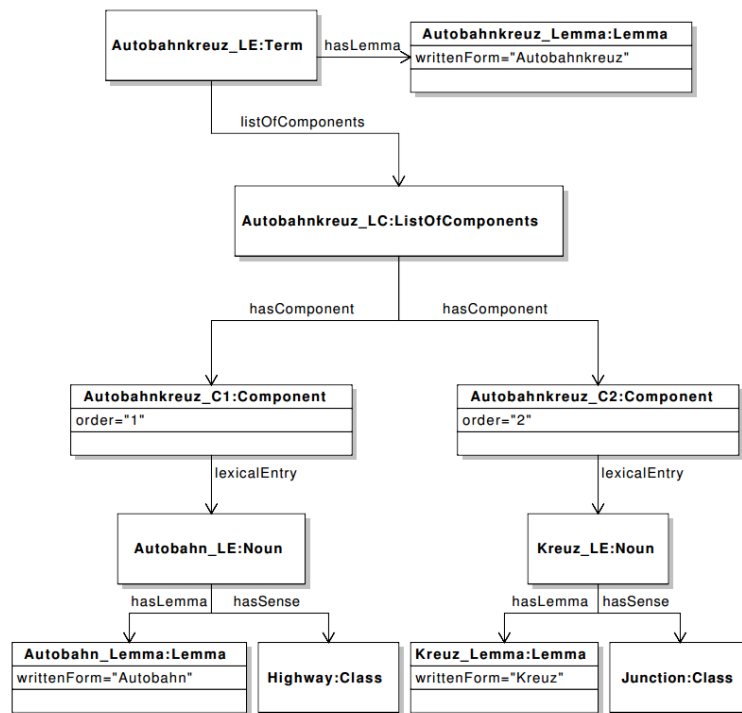 Autobahnkreuz_LE:Term
hasLemma
Autobahnkreuz_Lemma:Lemma
writtenForm="Autobahnkreuz"
listOfComponents
Autobahnkreuz_LC:ListOfComponents
hasComponent
hasComponent
Autobahnkreuz_C1:Component
order="1"
Autobahnkreuz_C2:Component
order="2"
lexicalEntry
lexicalEntry
Autobahn_LE:Noun
Kreuz_LE:Noun
hasLemma
hasSense
hasLemma
hasSense
Autobahn_Lemma:Lemma
writtenForm="Autobahn"
Highway:Class
Kreuz_Lemma:Lemma
writtenForm="Kreuz"
Junction:Class